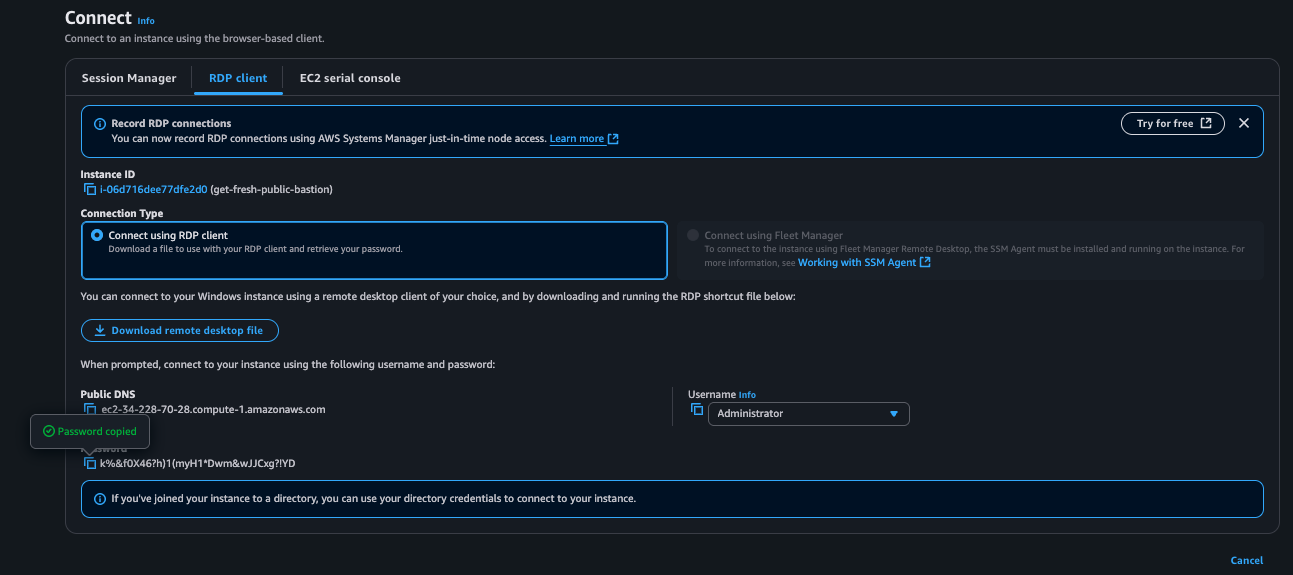 Connect Info
Connect to an instance using the browser-based client.
Session Manager
RDP client
EC2 serial console
Record RDP connections
You can now record RDP connections using AWS Systems Manager just-in-time node access. Learn more
Try for free
Instance ID
i-06d716dee77dfe2d0 (get-fresh-public-bastion)
Connection Type
Connect using RDP client
Download a file to use with your RDP client and retrieve your password.
Connect using Fleet Manager
To connect to the instance using Fleet Manager Remote Desktop, the SSM Agent must be installed and running on the instance. For
more information, see Working with SSM Agent
You can connect to your Windows instance using a remote desktop client of your choice, and by downloading and running the RDP shortcut file below:
Download remote desktop file
When prompted, connect to your instance using the following username and password:
Public DNS
ec2-34-228-70-28.compute-1.amazonaws.com
Username Info
Administrator
Password copied
Password
k%&f0X46?h)1(myH1*Dwm&wJJCxg?!YD
If you've joined your instance to a directory, you can use your directory credentials to connect to your instance.
Cancel